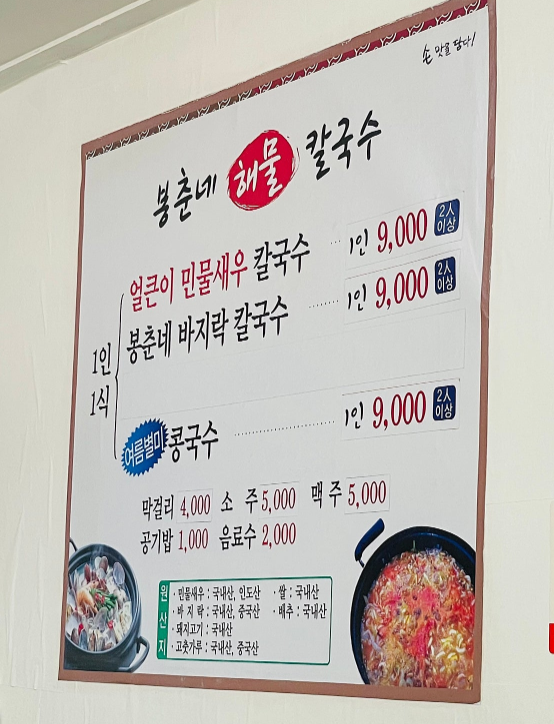 손 맛을 담다!
봉춘네 해물 칼국수
얼큰이 민물새우 칼국수 ··· 1인 9,000 2人 이상
봉춘네 바지락 칼국수 ······· 1인 9,000 2人 이상
1인
1식
여름별미 콩국수 ·················· 1인 9,000 2人 이상
막걸리 4,000 소 주 5,000 맥 주 5,000
공기밥 1,000 음료수 2,000
원산지
· 민물새우 : 국내산, 인도산 · 쌀 : 국내산
· 바 지 락 : 국내산, 중국산 · 배추 : 국내산
· 돼지고기 : 국내산
· 고춧가루 : 국내산, 중국산